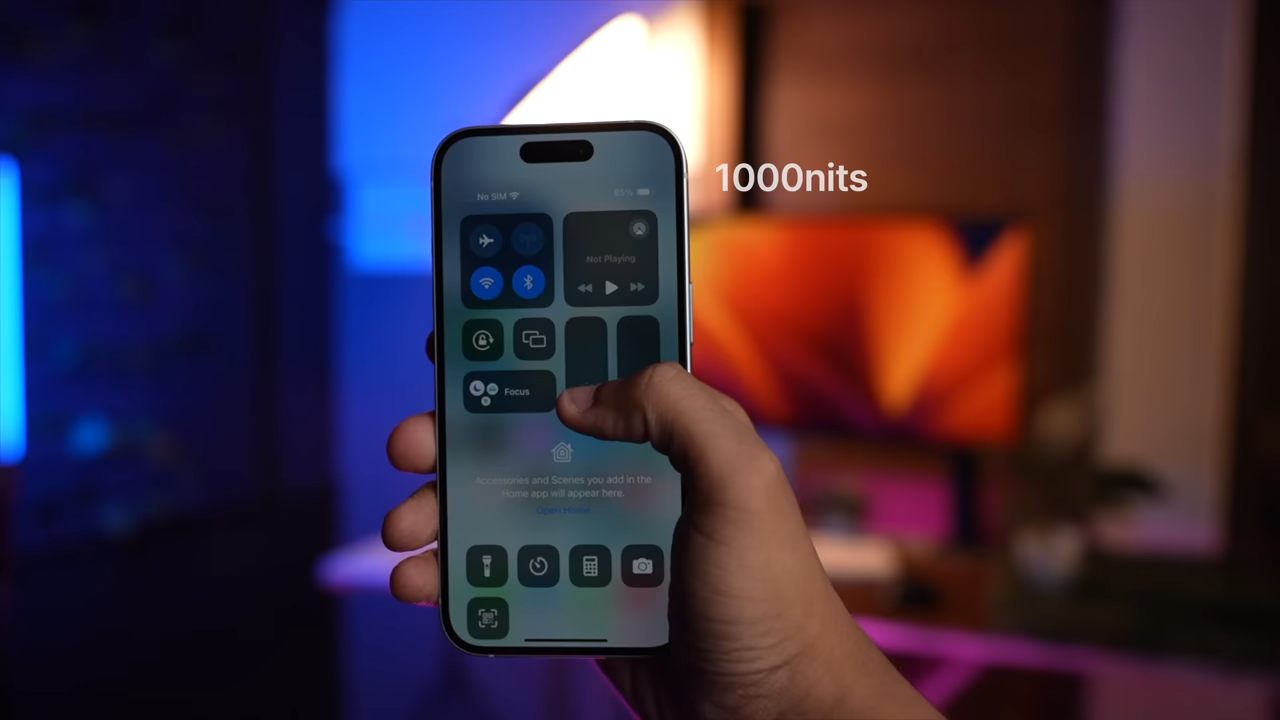 1000nits
No SIM
85%
Not Playing
Focus
Accessories and Scenes you add in the
Home app will appear here.
Open Home